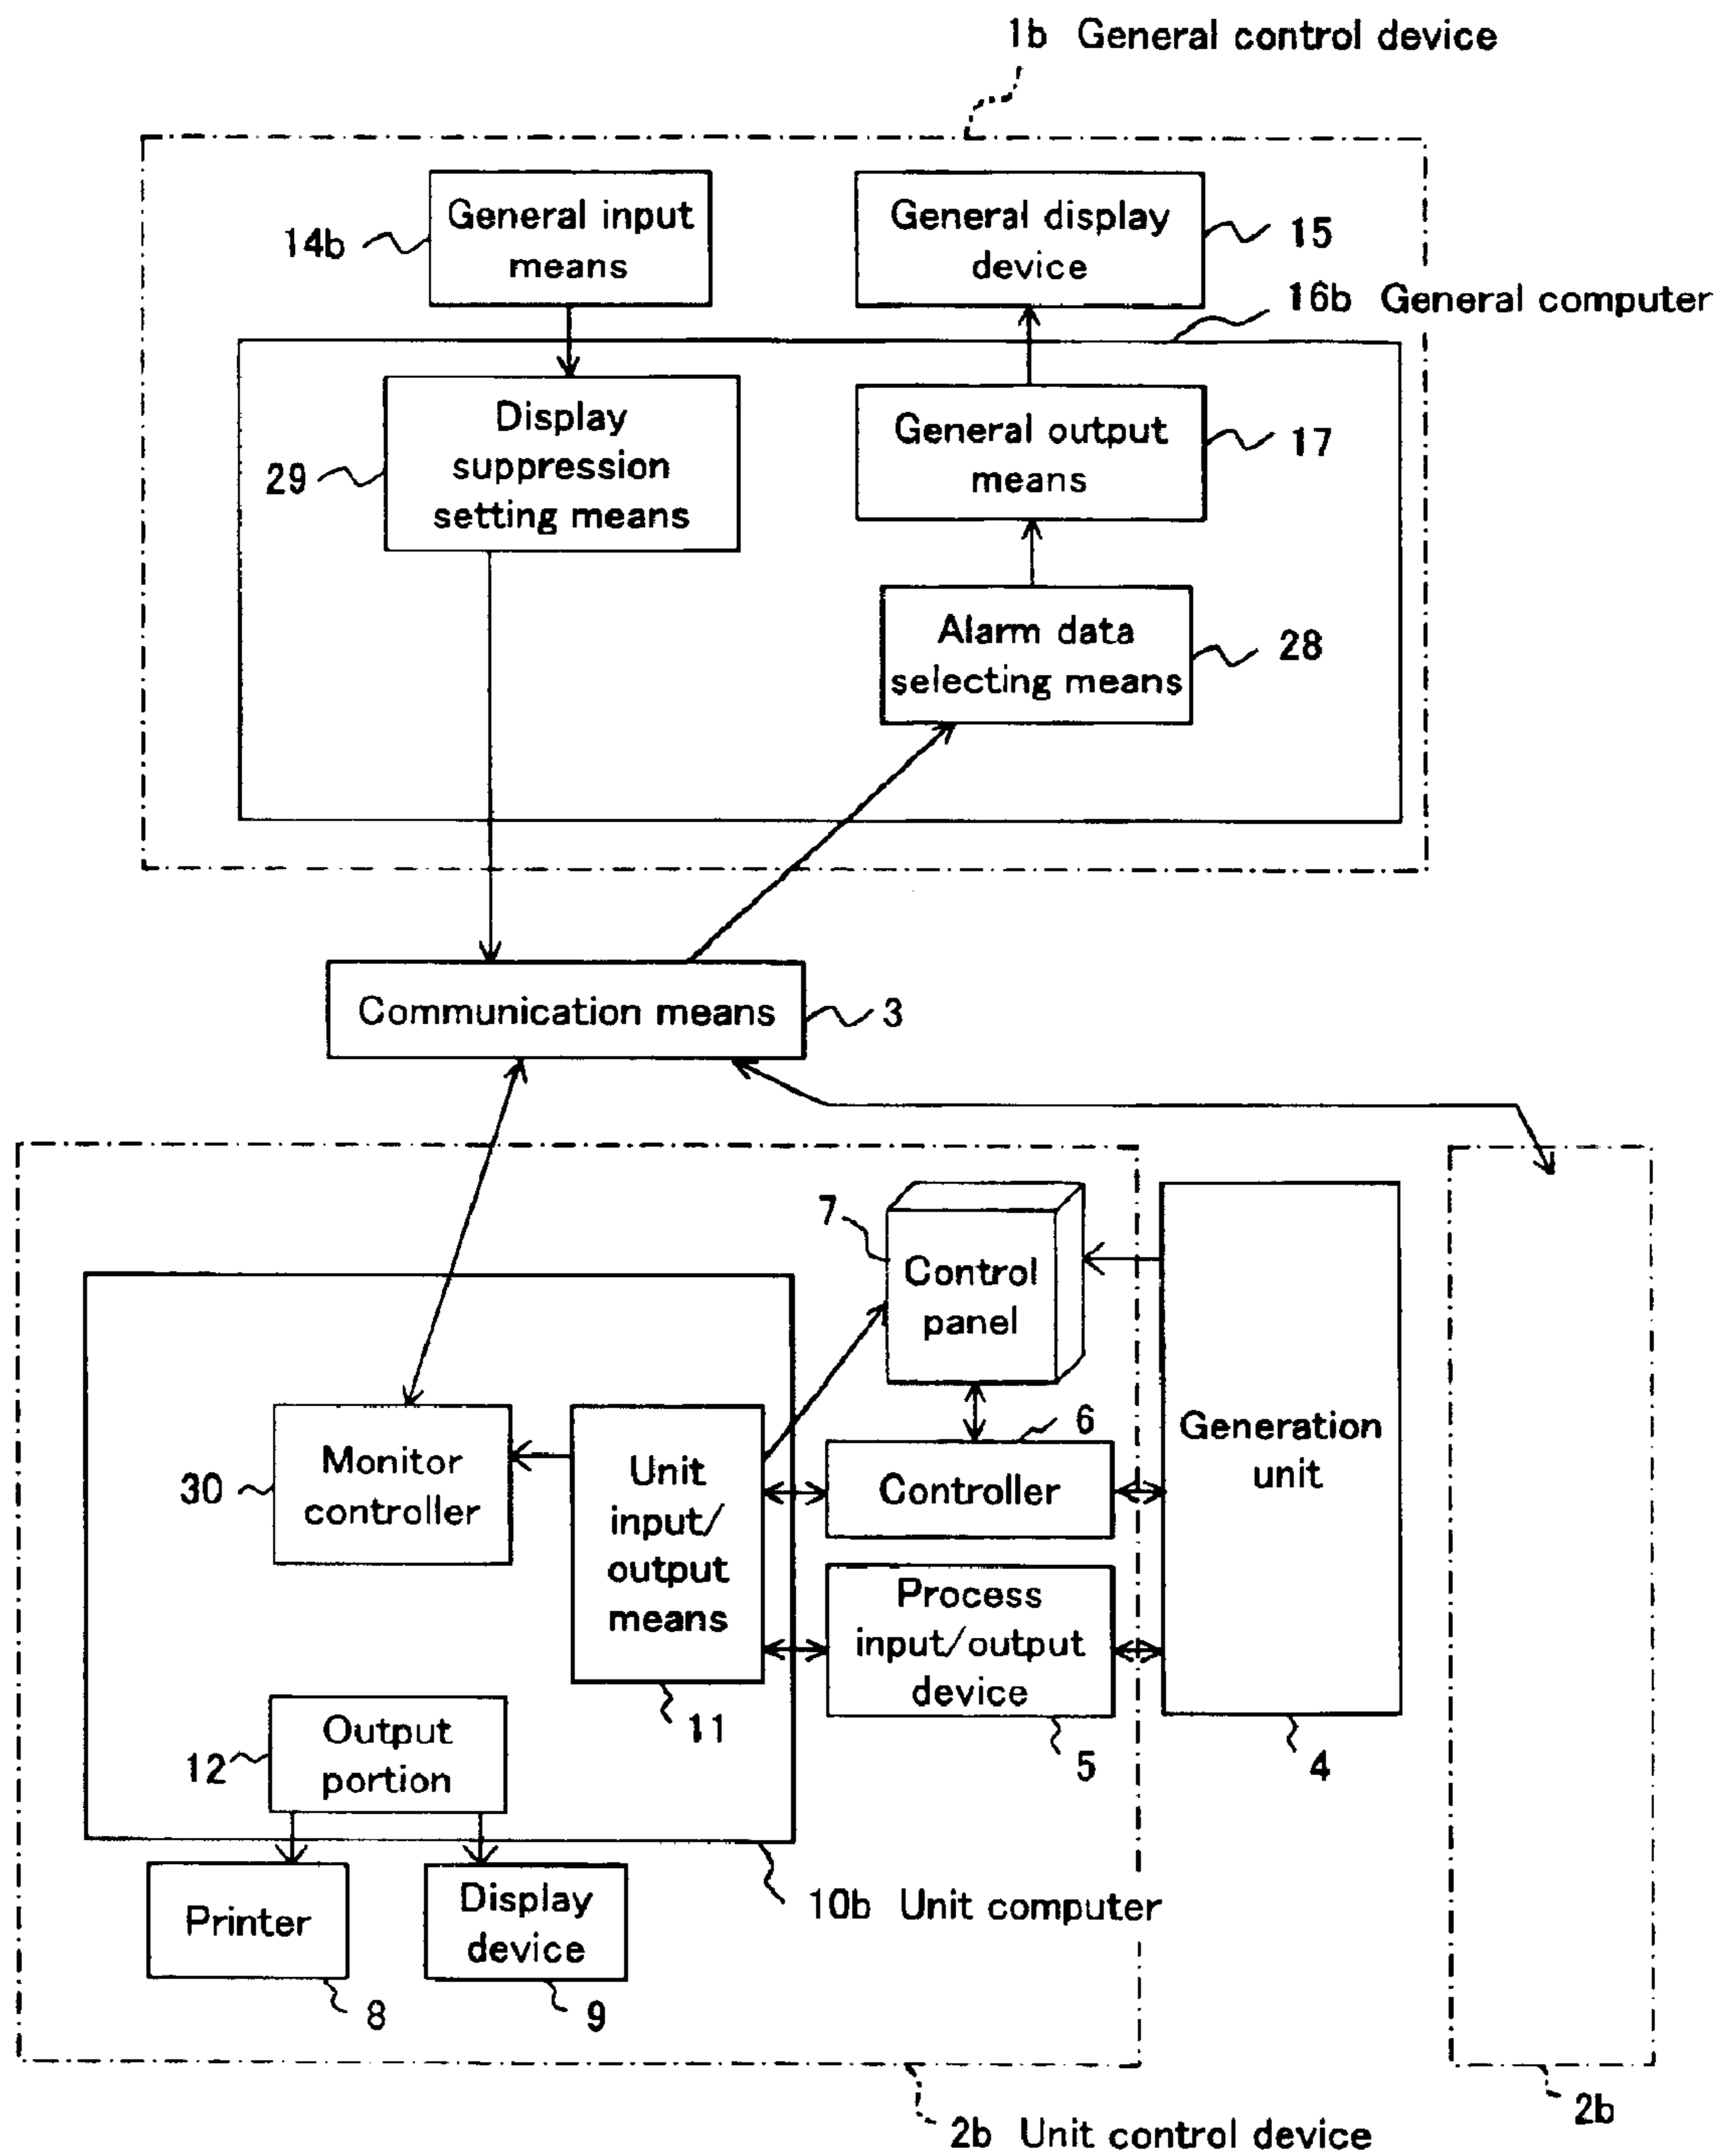 1b General control device
General input
means
14b
General display
device
15
16b General computer
Display
suppression
setting means
29
General output
means
17
Alarm data
selecting means
28
Communication means
3
7
Control
panel
Generation
unit
4
6
Controller
Monitor
controller
30
Unit
input/
output
means
11
Process
input/output
device
5
Output
portion
12
Printer
8
Display
device
9
10b Unit computer
2b Unit control device
2b